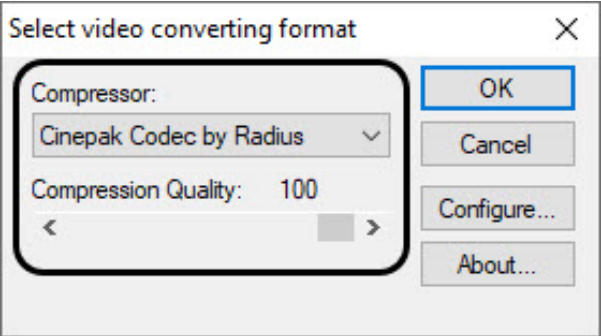 Select video converting format
Compressor:
Cinepak Codec by Radius
Compression Quality: 100
OK
Cancel
Configure...
About...